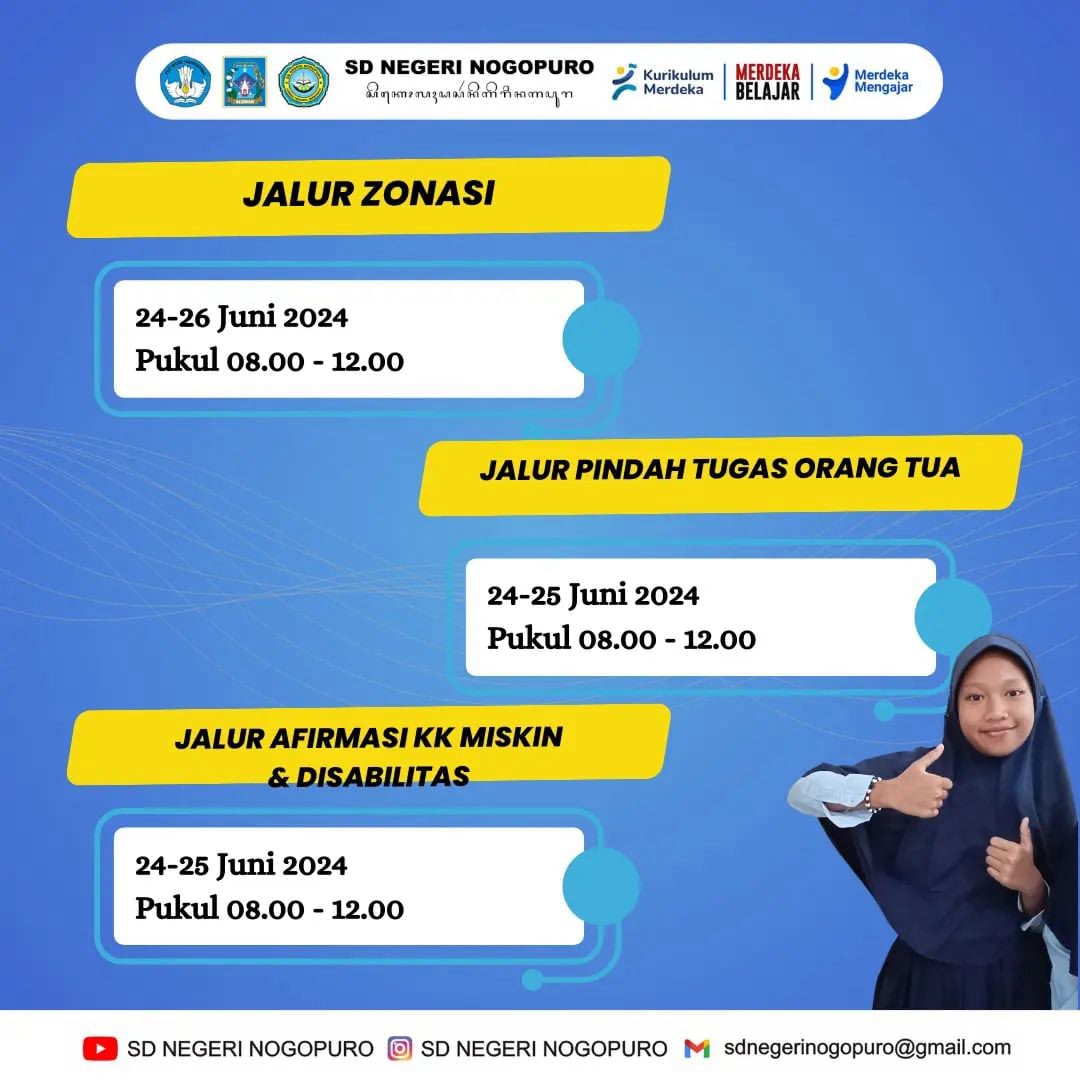 SD NEGERI NOGOPURO
Kurikulum
Merdeka
MERDEKA
BELAJAR
Merdeka
Mengajar
JALUR ZONASI
24-26 Juni 2024
Pukul 08.00 - 12.00
JALUR PINDAH TUGAS ORANG TUA
24-25 Juni 2024
Pukul 08.00 - 12.00
JALUR AFIRMASI KK MISKIN
& DISABILITAS
24-25 Juni 2024
Pukul 08.00 - 12.00
SD NEGERI NOGOPURO
SD NEGERI NOGOPURO
sdnegerinogopuro@gmail.com